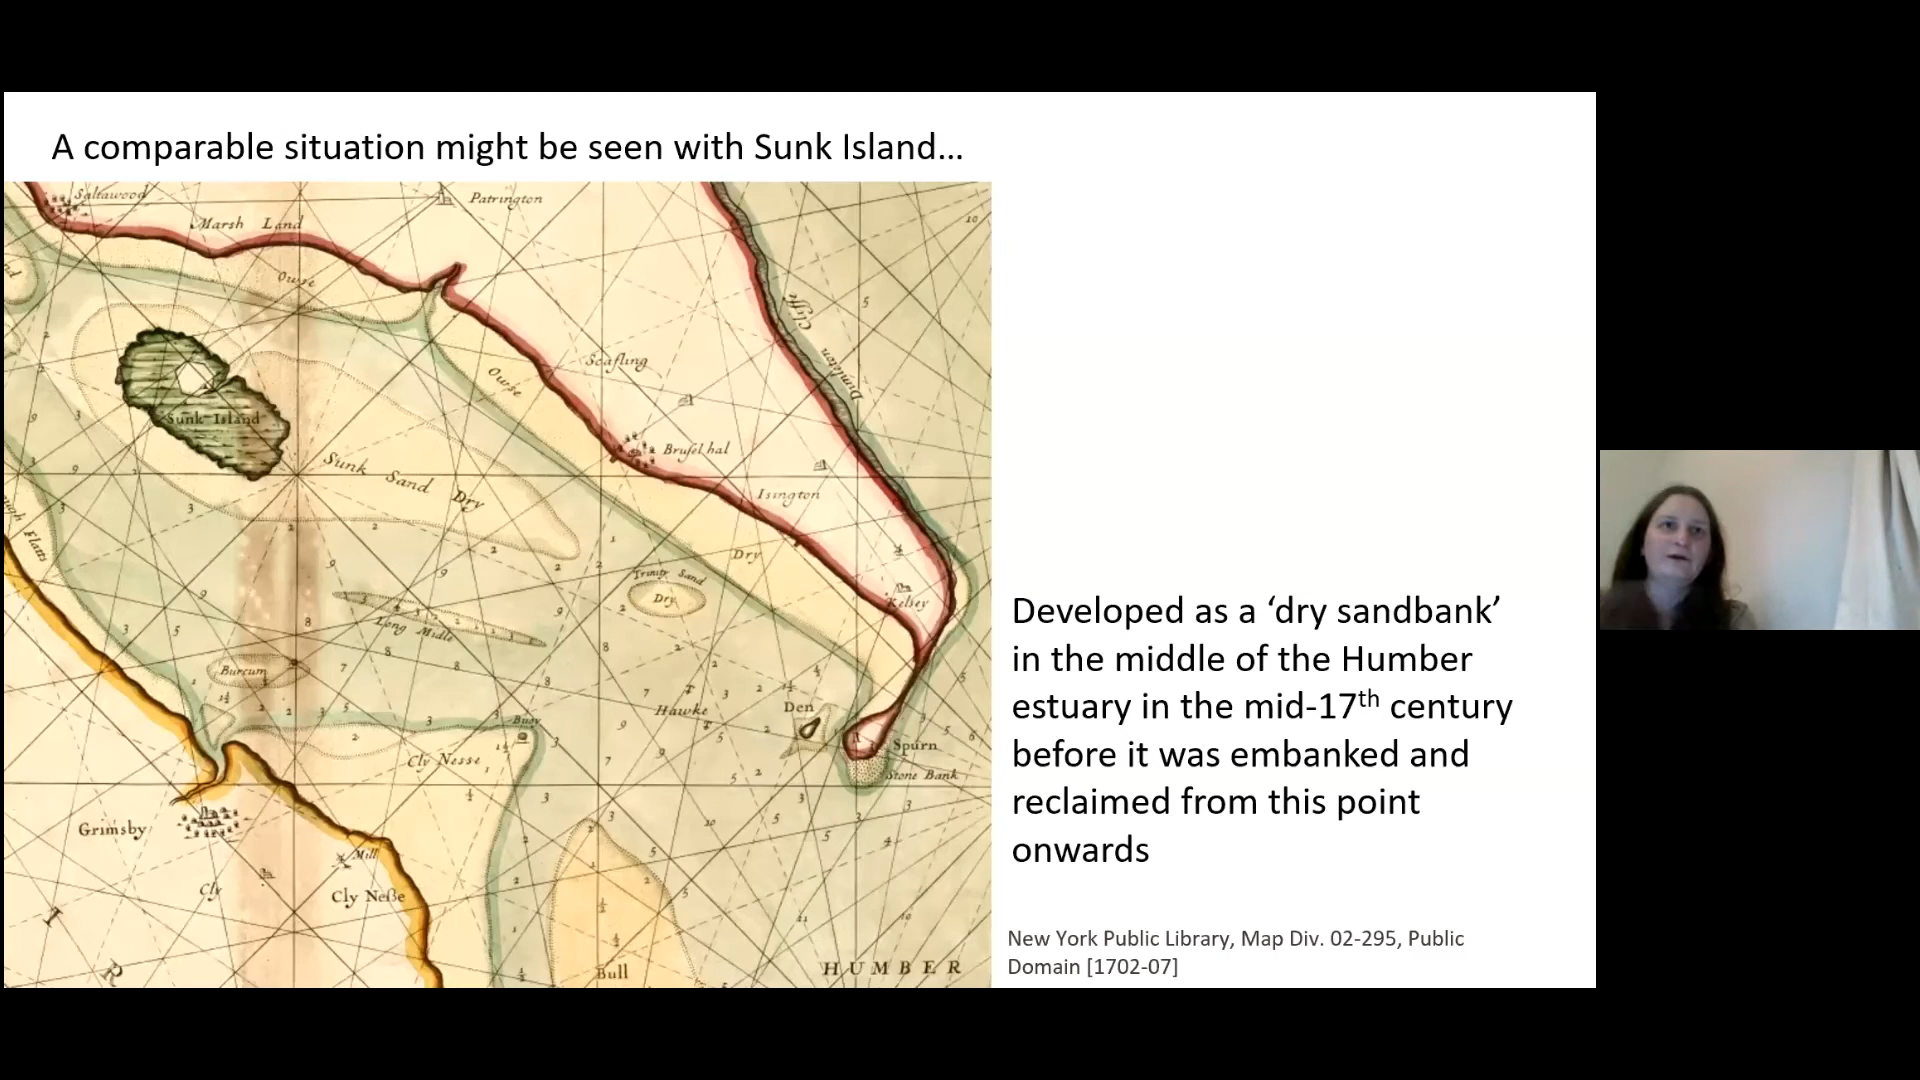 A comparable situation might be seen with Sunk Island...
Saltawood
Patrington
Marsh Land
Owse
Cliffe
Dimlton
Seafling
Owse
Sunk Island
Brusel hal
Sunk Sand Dry
Isington
Flatts
Dry
Trinity Sand
Dry
Kelsey
Long Midle
Burcum
Hawke
Den
Buoy
Spurn
Cly Nesse
Stone Bank
Grimsby
Mill
Cly
Cly Neße
Bull
HUMBER
I
R
Developed as a ‘dry sandbank’
in the middle of the Humber
estuary in the mid-17th century
before it was embanked and
reclaimed from this point
onwards
New York Public Library, Map Div. 02-295, Public
Domain [1702-07]